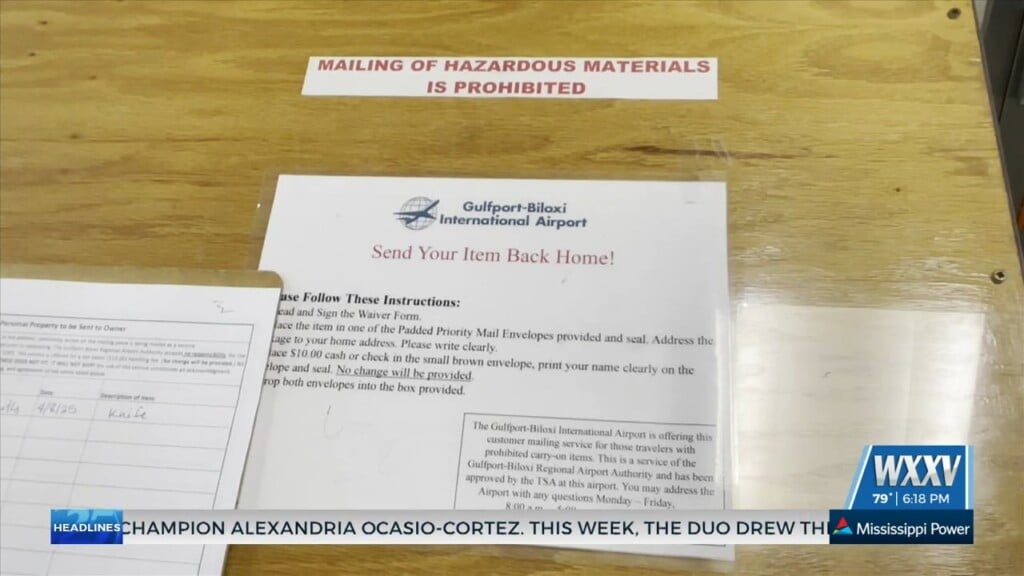 MAILING OF HAZARDOUS MATERIALS
IS PROHIBITED
Gulfport-Biloxi
International Airport
Send Your Item Back Home!
ase Follow These Instructions:
ead and Sign the Waiver Form.
lace the item in one of the Padded Priority Mail Envelopes provided and seal. Address the
age to your home address. Please write clearly.
ace $10.00 cash or check in the small brown envelope, print your name clearly on the
elope and seal. No change will be provided.
rop both envelopes into the box provided.
The Gulfport-Biloxi International Airport is offering this
customer mailing service for those travelers with
prohibited carry-on items. This is a service of the
Gulfport-Biloxi Regional Airport Authority and has been
approved by the TSA at this airport. You may address the
Airport with any questions Monday – Friday,
Personal Property to be Sent to Owner
Date
Description of Item:
4/8/25
Knife
WXXV
79° 6:18 PM
25
HEADLINES
CHAMPION ALEXANDRIA OCASIO-CORTEZ. THIS WEEK, THE DUO DREW TH
Mississippi Power